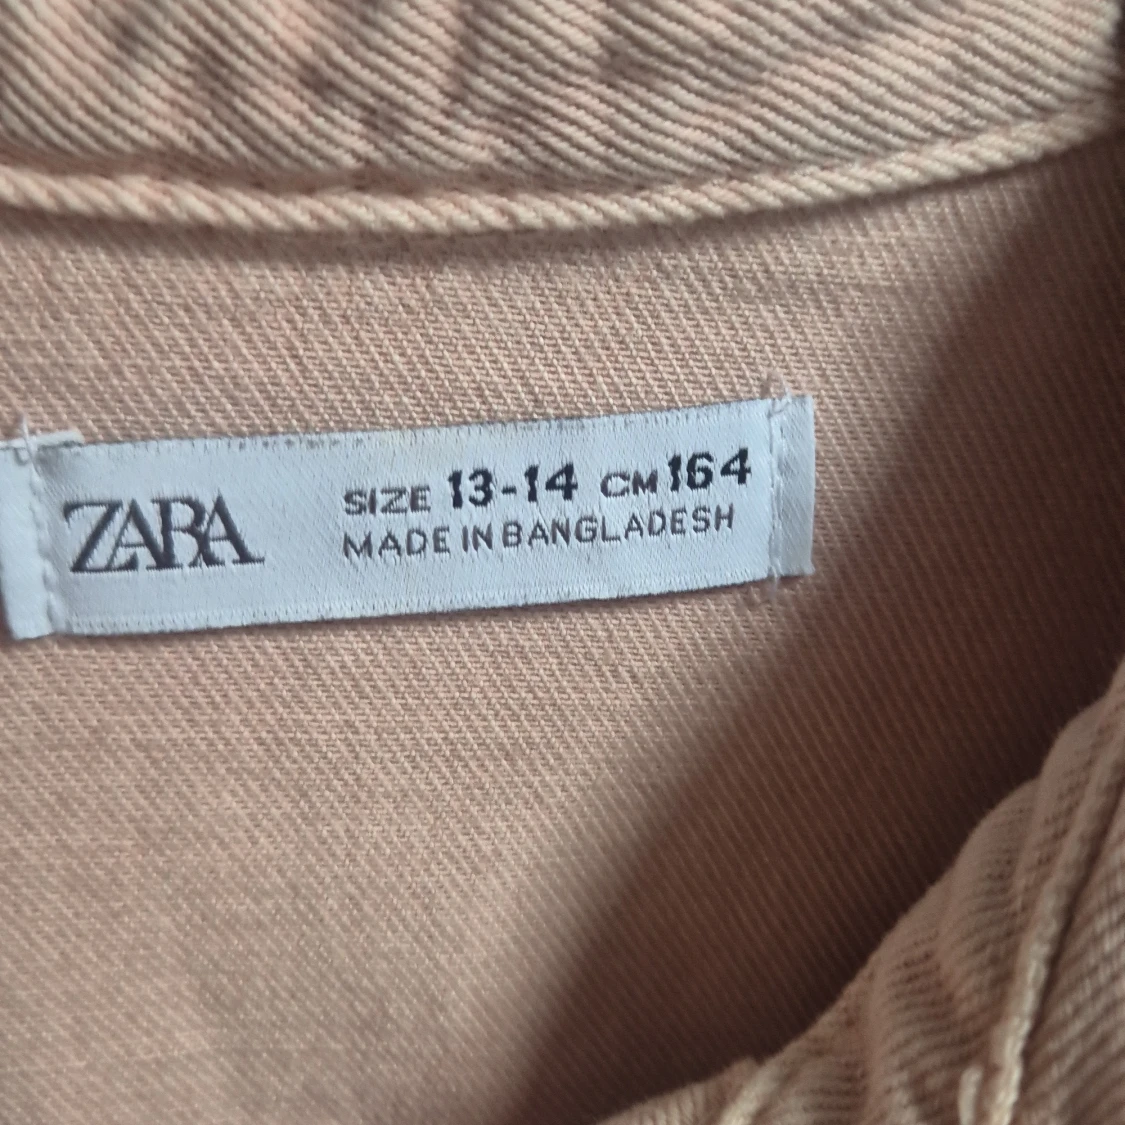 ZARA
SIZE 13-14 CM 164
MADE IN BANGLADESH